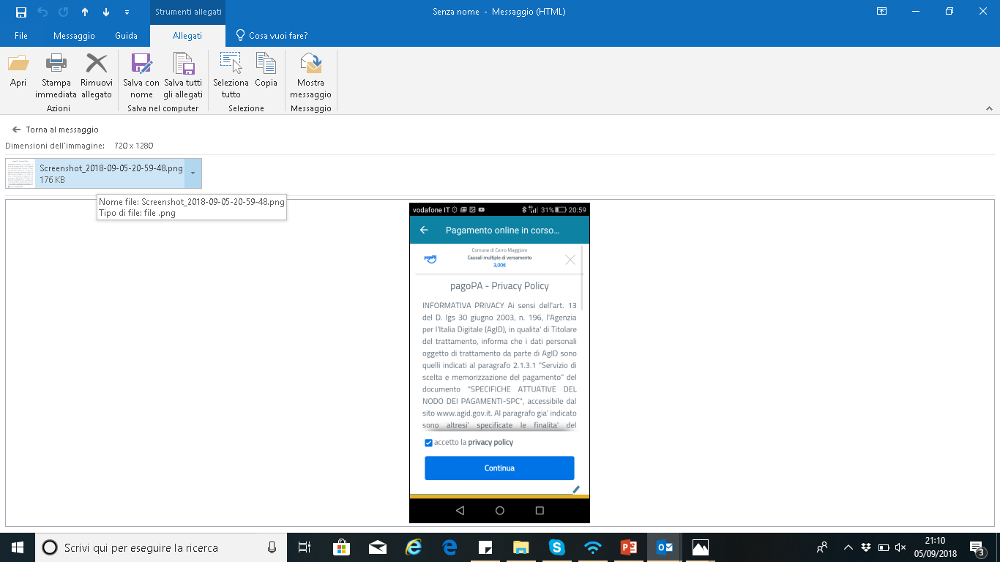 Strumenti allegati
Senza nome - Messaggio (HTML)
File
Messaggio
Guida
Allegati
Cosa vuoi fare?
Apri
Stampa immediata
Rimuovi allegato
Salva con nome
Salva tutti gli allegati
Seleziona tutto
Copia
Mostra messaggio
Azioni
Salva nel computer
Selezione
Messaggio
Torna al messaggio
Dimensioni dell'immagine: 720 x 1280
Screenshot_2018-09-05-20-59-48.png
176 KB
Nome file: Screenshot_2018-09-05-20-59-48.png
Tipo di file: file .png
vodafone IT 31% 20:59
Pagamento online in corso...
pagoPA
Comune di Cerro Maggiore
Causali multiple di versamento
3,00€
pagoPA - Privacy Policy
INFORMATIVA PRIVACY Ai sensi dell'art. 13
del D. lgs 30 giugno 2003, n. 196, l'Agenzia
per l'Italia Digitale (AgID), in qualita' di Titolare
del trattamento, informa che i dati personali
oggetto di trattamento da parte di AgID sono
quelli indicati al paragrafo 2.1.3.1 "Servizio di
scelta e memorizzazione del pagamento" del
documento "SPECIFICHE ATTUATIVE DEL
NODO DEI PAGAMENTI-SPC", accessibile dal
sito www.agid.gov.it. Al paragrafo gia' indicato
sono altresi' specificate le finalita' del
accetto la privacy policy
Continua
Scrivi qui per eseguire la ricerca
21:10
05/09/2018
3